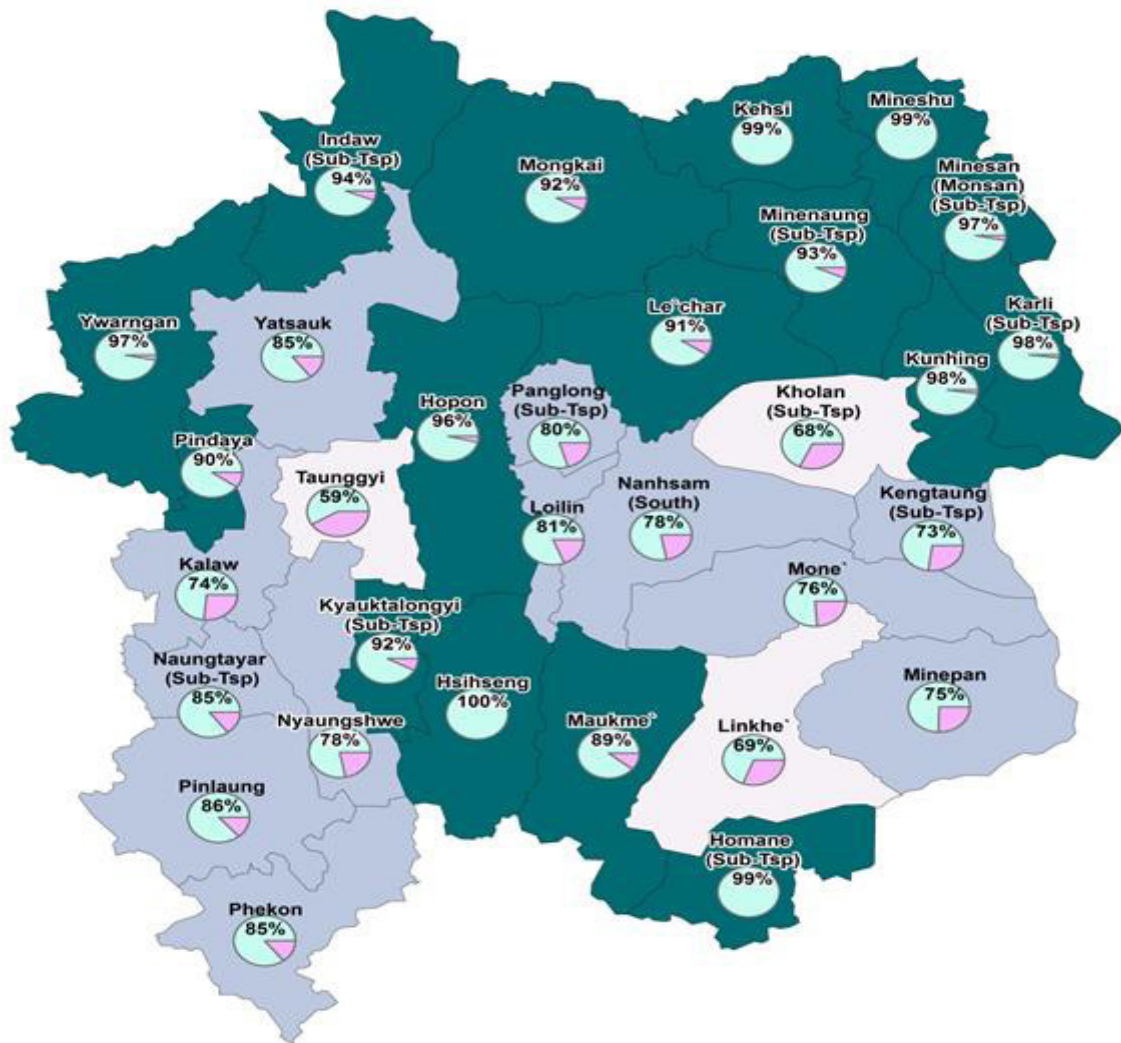 Kehsi
99%
Mineshu
99%
Indaw
(Sub-Tsp)
94%
Mongkai
92%
Minesan
(Monsan)
(Sub-Tsp)
97%
Minenaung
(Sub-Tsp)
93%
Ywarngan
97%
Yatsauk
85%
Le`char
91%
Karli
(Sub-Tsp)
98%
Kunhing
98%
Hopon
96%
Panglong
(Sub-Tsp)
80%
Kholan
(Sub-Tsp)
68%
Pindaya
90%
Taunggyi
59%
Loilin
81%
Nanhsam
(South)
78%
Kengtaung
(Sub-Tsp)
73%
Kalaw
74%
Mone`
76%
Kyauktalongyi
(Sub-Tsp)
92%
Naungtayar
(Sub-Tsp)
85%
Hsihseng
100%
Minepan
75%
Nyaungshwe
78%
Maukme`
89%
Linkhe`
69%
Pinlaung
86%
Homane
(Sub-Tsp)
99%
Phekon
85%